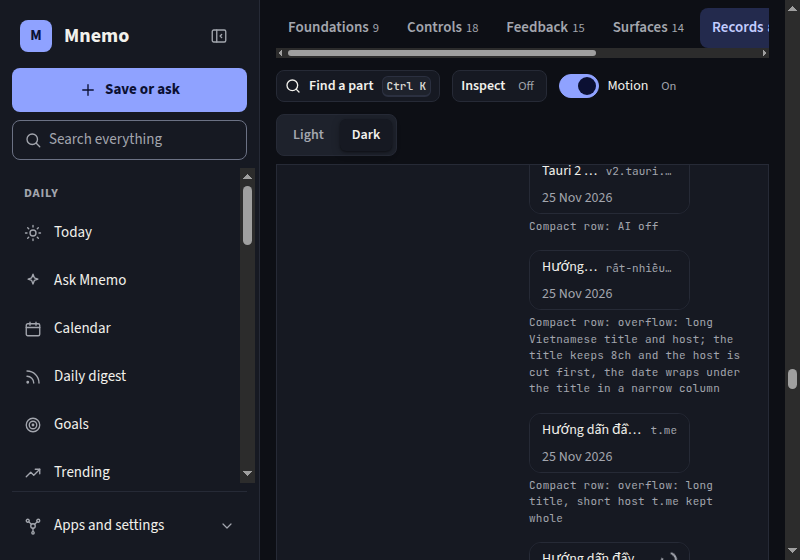 M Mnemo
Save or ask
Search everything
DAILY
Today
Ask Mnemo
Calendar
Daily digest
Goals
Trending
Apps and settings
Foundations 9 Controls 18 Feedback 15 Surfaces 14 Records
Find a part Ctrl K Inspect Off Motion On
Light Dark
Tauri 2 … v2.tauri.…
25 Nov 2026
Compact row: AI off
Hướng… rất-nhiều…
25 Nov 2026
Compact row: overflow: long
Vietnamese title and host; the
title keeps 8ch and the host is
cut first, the date wraps under
the title in a narrow column
Hướng dẫn đầ… t.me
25 Nov 2026
Compact row: overflow: long
title, short host t.me kept
whole
Hướng dẫn đầy